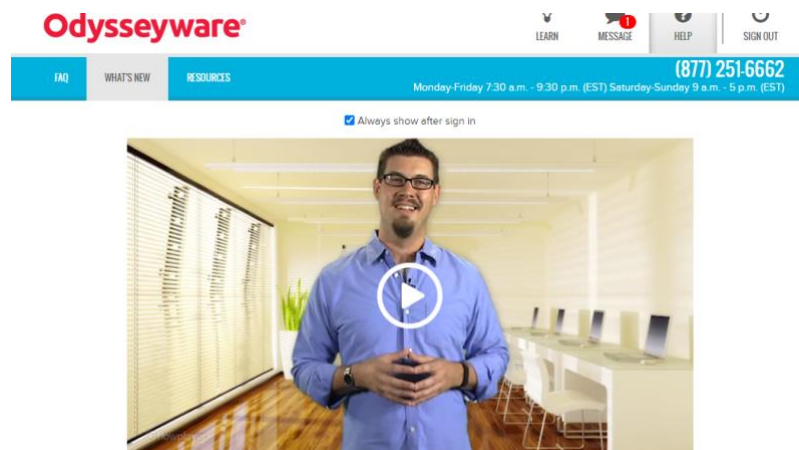 Odysseyware®
LEARN
1
MESSAGE
HELP
SIGN OUT
FAQ
WHAT'S NEW
RESOURCES
(877) 251-6662
Monday-Friday 7:30 a.m. - 9:30 p.m. (EST) Saturday-Sunday 9 a.m. - 5 p.m. (EST)
Always show after sign in